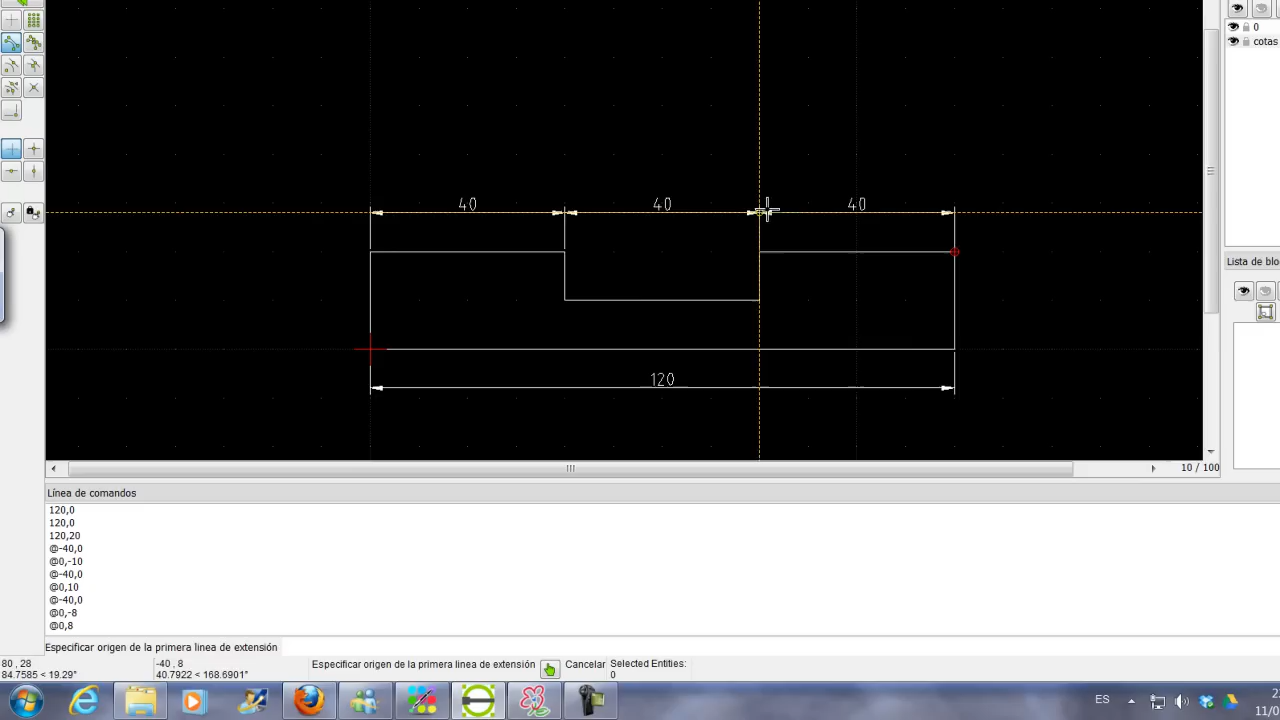 0
cotas
40 40 40
Lista de blo
120
10 / 100
Línea de comandos
120,0
120,0
120,20
@-40,0
@0,-10
@-40,0
@0,10
@-40,0
@0,-8
@0,8
Especificar origen de la primera linea de extensión
80 , 28
84.7585 < 19.29°
-40 , 8
40.7922 < 168.6901°
Especificar origen de la primera linea de extensión
Cancelar
Selected Entities:
0
ES
2
11/0